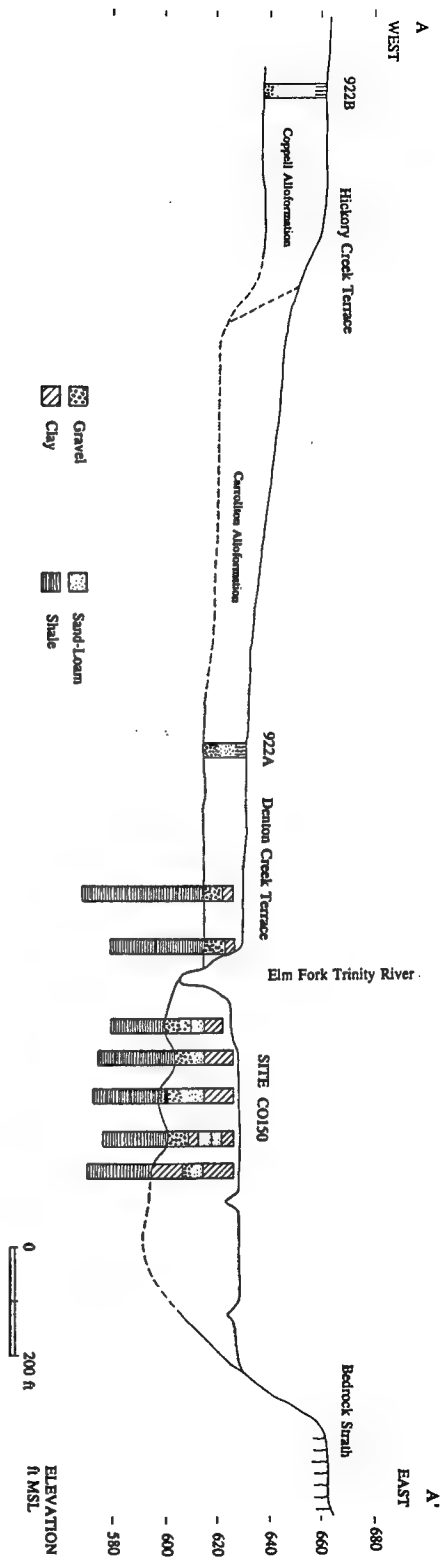 A
WEST
A'
EAST
922B
Hickory Creek Terrace
Coppell Alloformation
Carrollton Alloformation
922A
Denton Creek Terrace
Elm Fork Trinity River
SITE CO150
Bedrock Strath
680
660
640
620
600
580
ELEVATION
ft MSL
Gravel
Sand-Loam
Clay
Shale
0
200 ft